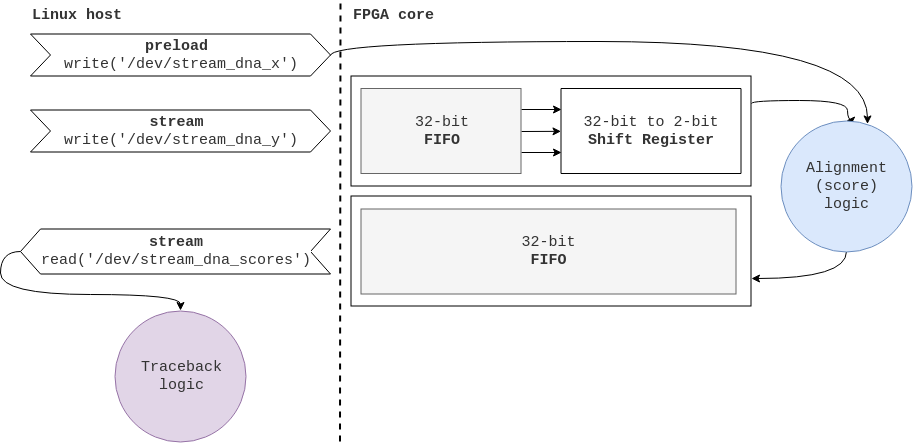 Linux host
FPGA core
preload
write('/dev/stream_dna_x')
stream
write('/dev/stream_dna_y')
32-bit
FIFO
32-bit to 2-bit
Shift Register
Alignment
(score)
logic
stream
read('/dev/stream_dna_scores')
32-bit
FIFO
Traceback
logic